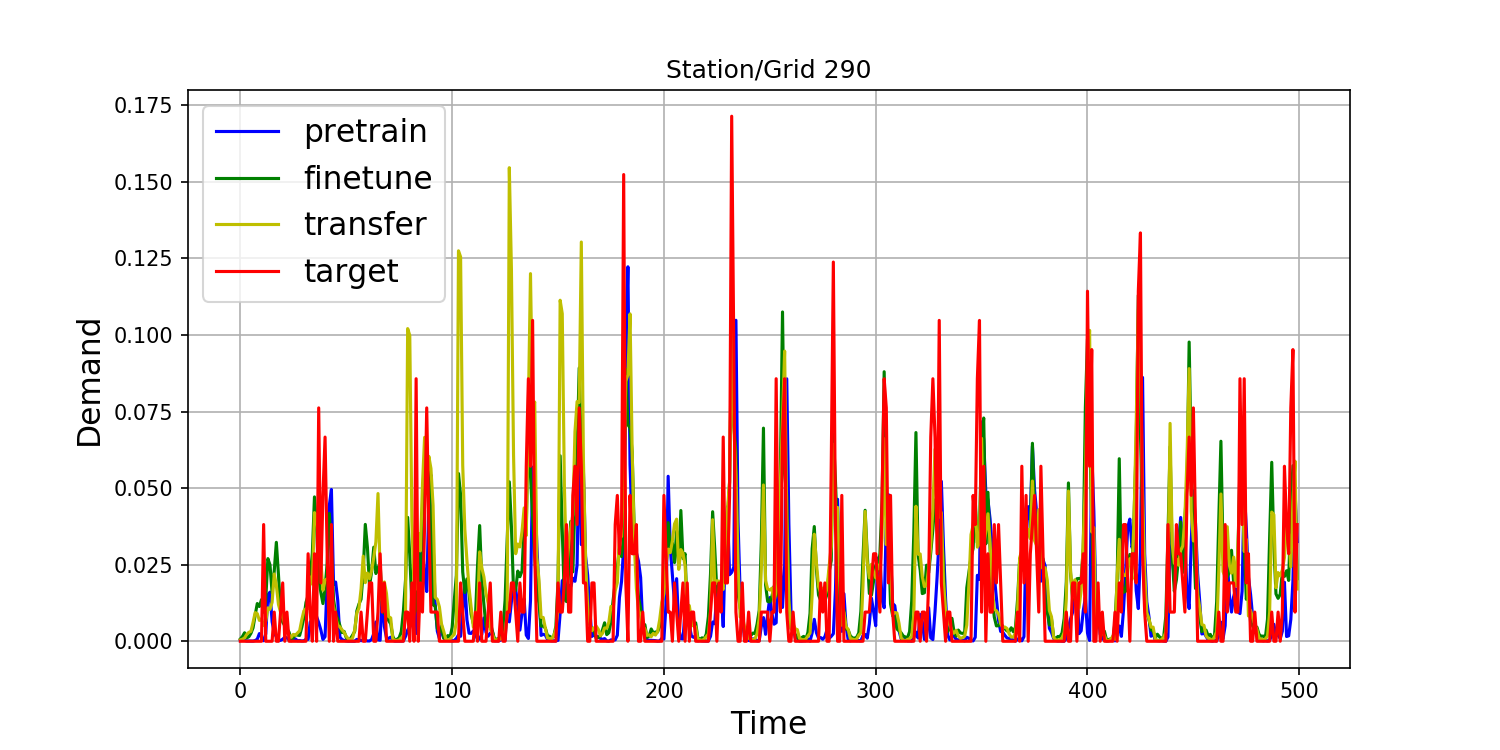 Station/Grid 290
0.175
0.150
0.125
0.100
0.075
0.050
0.025
0.000
Demand
pretrain
finetune
transfer
target
0 100 200 300 400 500
Time